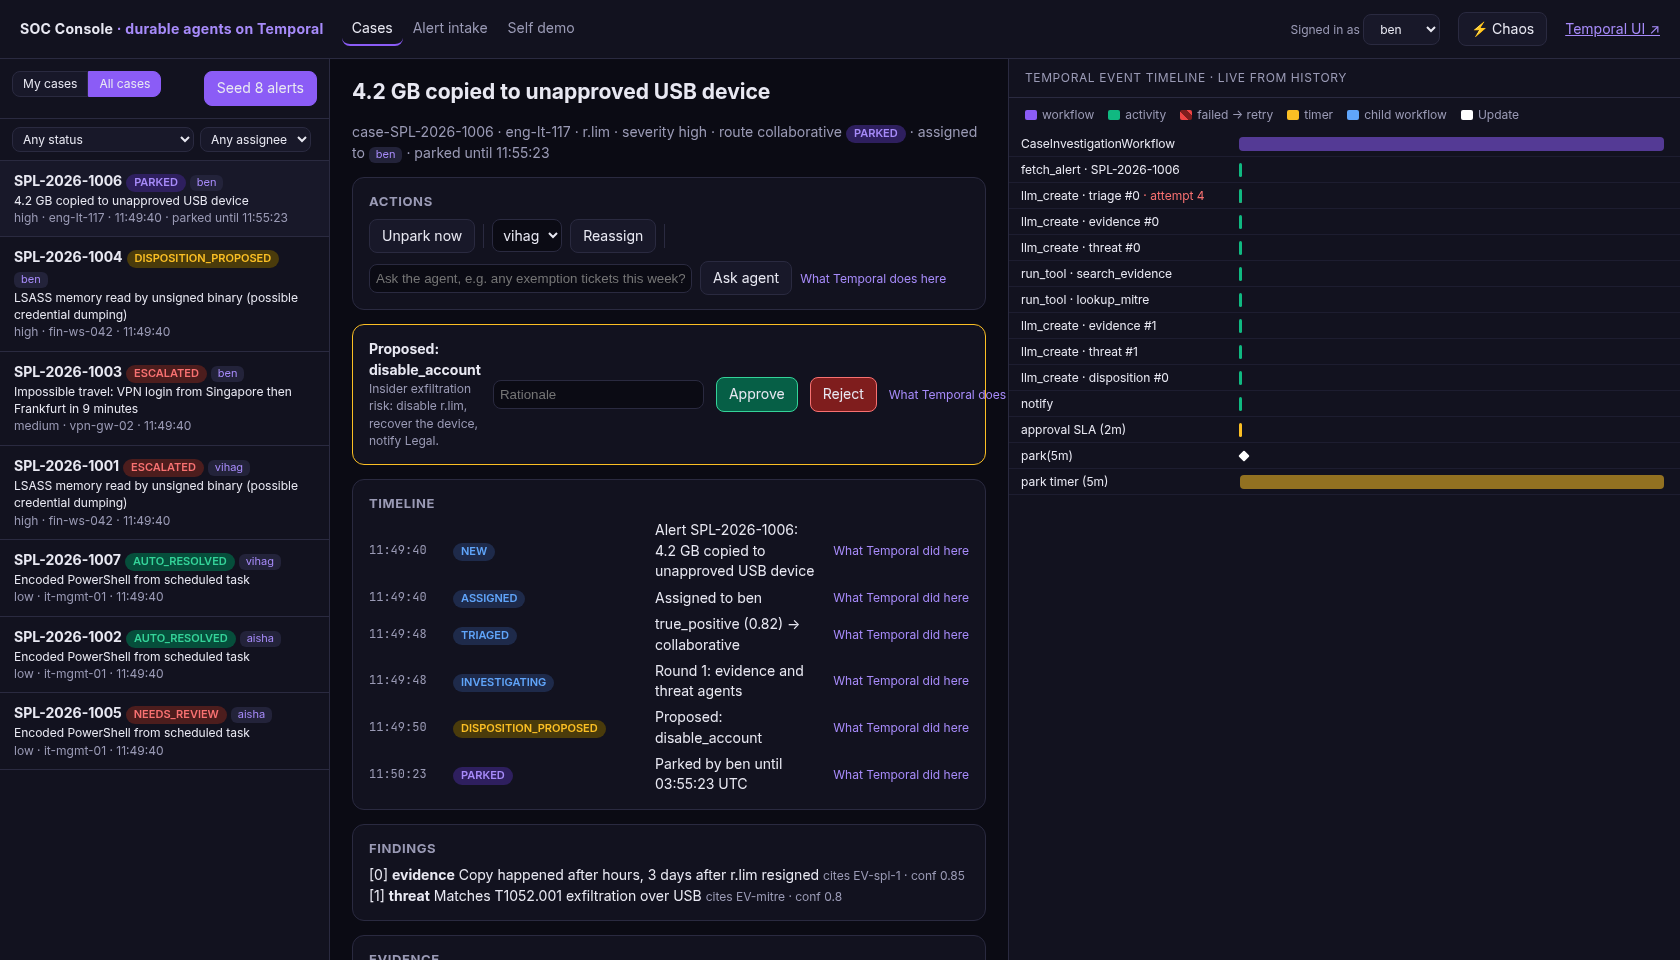 SOC Console · durable agents on Temporal
Cases
Alert intake
Self demo
Signed in as ben
⚡ Chaos
Temporal UI ↗
My cases
All cases
Seed 8 alerts
Any status
Any assignee
SPL-2026-1006 PARKED ben
4.2 GB copied to unapproved USB device
high · eng-lt-117 · 11:49:40 · parked until 11:55:23
SPL-2026-1004 DISPOSITION_PROPOSED
ben
LSASS memory read by unsigned binary (possible
credential dumping)
high · fin-ws-042 · 11:49:40
SPL-2026-1003 ESCALATED ben
Impossible travel: VPN login from Singapore then
Frankfurt in 9 minutes
medium · vpn-gw-02 · 11:49:40
SPL-2026-1001 ESCALATED vihag
LSASS memory read by unsigned binary (possible
credential dumping)
high · fin-ws-042 · 11:49:40
SPL-2026-1007 AUTO_RESOLVED vihag
Encoded PowerShell from scheduled task
low · it-mgmt-01 · 11:49:40
SPL-2026-1002 AUTO_RESOLVED aisha
Encoded PowerShell from scheduled task
low · it-mgmt-01 · 11:49:40
SPL-2026-1005 NEEDS_REVIEW aisha
Encoded PowerShell from scheduled task
low · it-mgmt-01 · 11:49:40
4.2 GB copied to unapproved USB device
case-SPL-2026-1006 · eng-lt-117 · r.lim · severity high · route collaborative PARKED · assigned
to ben · parked until 11:55:23
ACTIONS
Unpark now
vihag
Reassign
Ask the agent, e.g. any exemption tickets this week?
Ask agent
What Temporal does here
Proposed:
disable_account
Insider exfiltration
risk: disable r.lim,
recover the device,
notify Legal.
Rationale
Approve
Reject
What Temporal does
TIMELINE
11:49:40 NEW Alert SPL-2026-1006:
4.2 GB copied to
unapproved USB device
What Temporal did here
11:49:40 ASSIGNED Assigned to ben What Temporal did here
11:49:48 TRIAGED true_positive (0.82) →
collaborative
What Temporal did here
11:49:48 INVESTIGATING Round 1: evidence and
threat agents
What Temporal did here
11:49:50 DISPOSITION_PROPOSED Proposed:
disable_account
What Temporal did here
11:50:23 PARKED Parked by ben until
03:55:23 UTC
What Temporal did here
FINDINGS
[0] evidence Copy happened after hours, 3 days after r.lim resigned cites EV-spl-1 · conf 0.85
[1] threat Matches T1052.001 exfiltration over USB cites EV-mitre · conf 0.8
EVIDENCE
TEMPORAL EVENT TIMELINE · LIVE FROM HISTORY
workflow
activity
failed → retry
timer
child workflow
Update
CaseInvestigationWorkflow
fetch_alert · SPL-2026-1006
llm_create · triage #0 · attempt 4
llm_create · evidence #0
llm_create · threat #0
run_tool · search_evidence
run_tool · lookup_mitre
llm_create · evidence #1
llm_create · threat #1
llm_create · disposition #0
notify
approval SLA (2m)
park(5m)
park timer (5m)